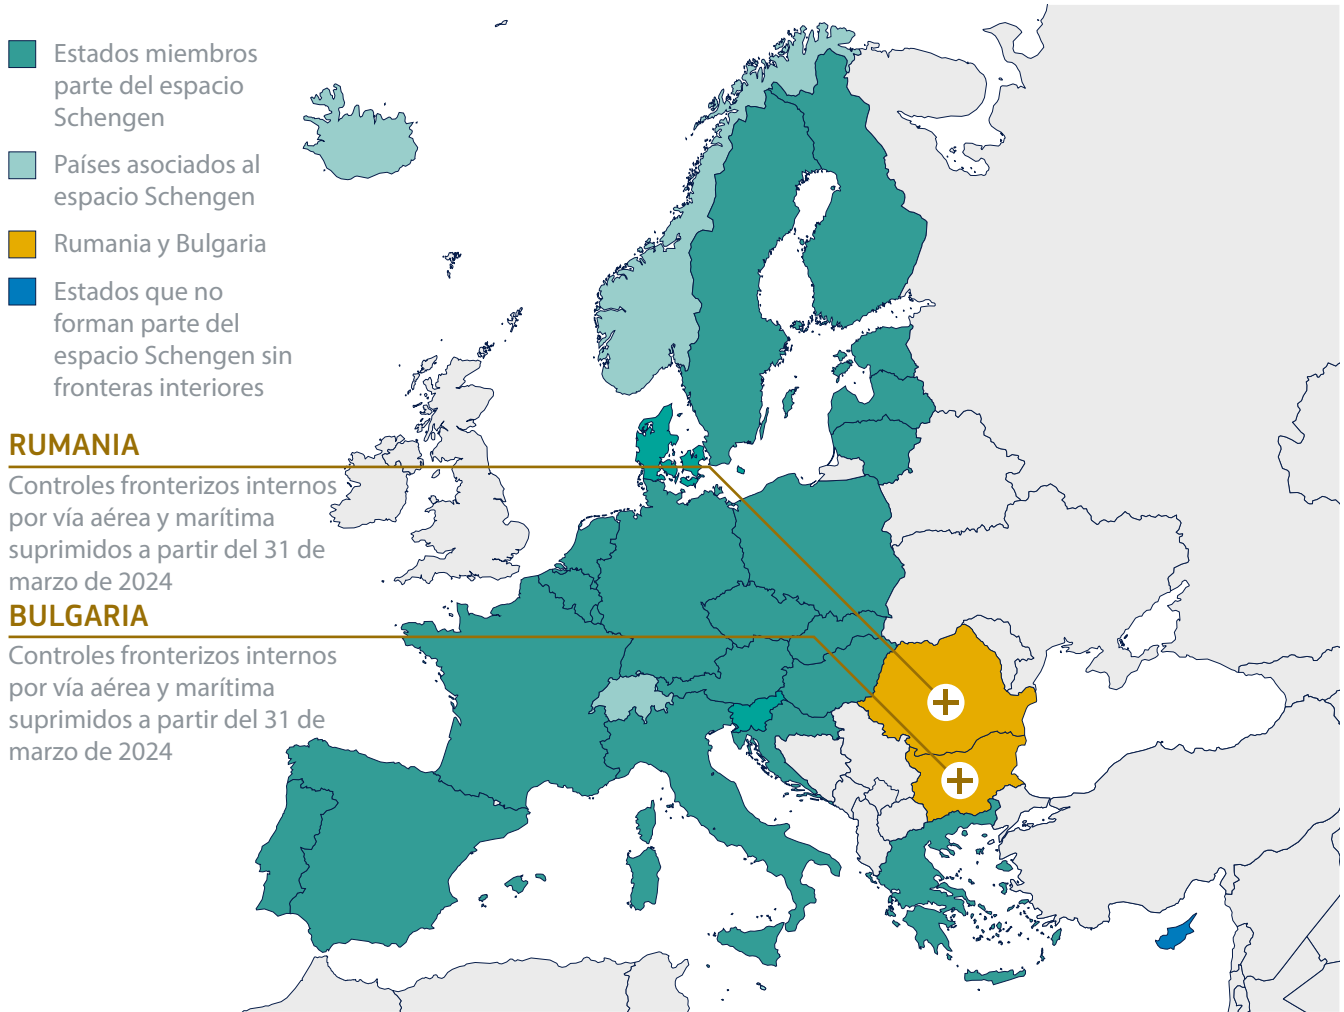 Estados miembros
parte del espacio
Schengen
Países asociados al
espacio Schengen
Rumania y Bulgaria
Estados que no
forman parte del
espacio Schengen sin
fronteras interiores
RUMANIA
Controles fronterizos internos
por vía aérea y marítima
suprimidos a partir del 31 de
marzo de 2024
BULGARIA
Controles fronterizos internos
por vía aérea y marítima
suprimidos a partir del 31 de
marzo de 2024